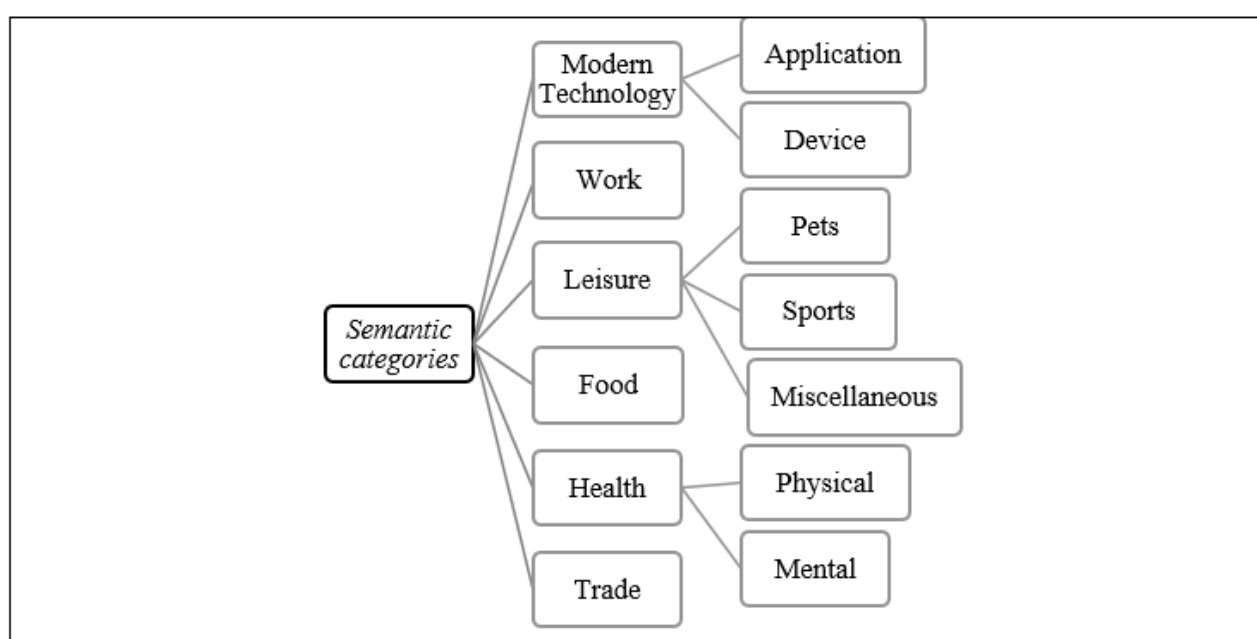 Semantic
categories
Modern
Technology
Application
Device
Work
Leisure
Pets
Sports
Miscellaneous
Food
Health
Physical
Mental
Trade